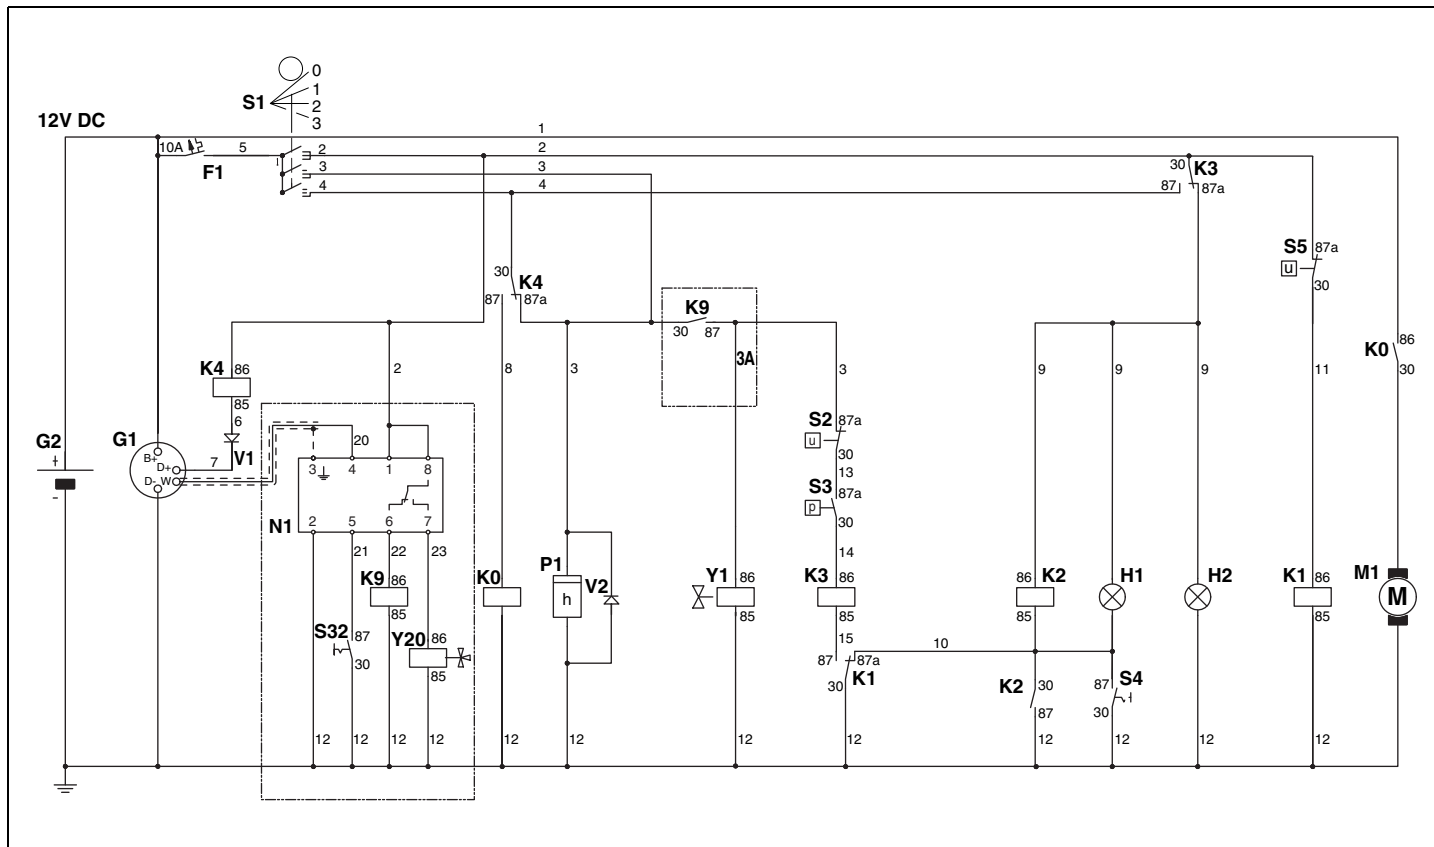 0
1
S1
2
3
12V DC
1
10A
5
2
2
30
K3
F1
1
3
3
4
4
87
87a
S5
87a
u
30
30
K4
87
87a
K9
30
87
86
K0
30
K4
86
2
8
3
3A
3
9
9
9
11
85
6
S2
87a
u
30
G2
+
-
G1
B+
D+
D-
W
7
V1
20
13
3
4
1
8
S3
87a
p
30
N1
2
5
6
7
21
22
23
14
K9
86
85
K0
P1
h
V2
Y1
86
85
K3
86
85
86
K2
85
H1
H2
K1
86
85
M1
M
S32
87
30
Y20
86
85
15
10
87
87a
30
K1
K2
30
87
87
S4
30
12
12
12
12
12
12
12
12
12
12
12
12